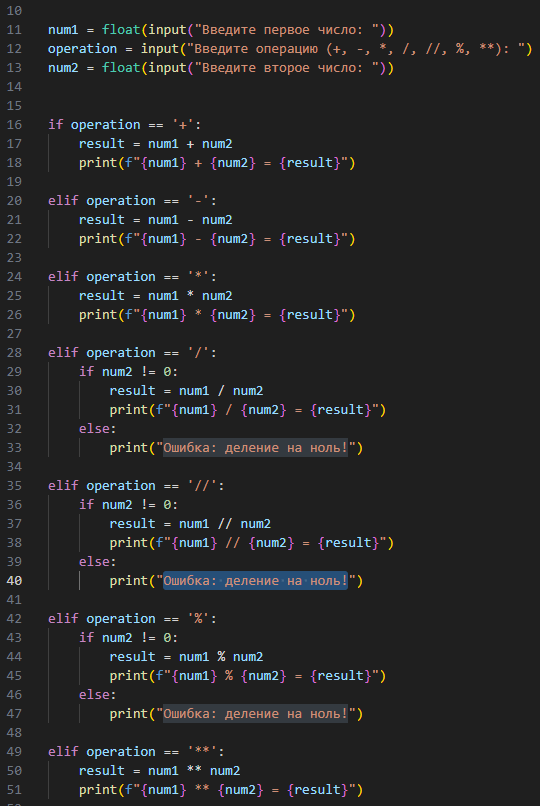 10
11 num1 = float(input("Введите первое число: "))
12 operation = input("Введите операцию (+, -, *, /, //, %, **): ")
13 num2 = float(input("Введите второе число: "))
14
15
16 if operation == '+':
17     result = num1 + num2
18     print(f"{num1} + {num2} = {result}")
19
20 elif operation == '-':
21     result = num1 - num2
22     print(f"{num1} - {num2} = {result}")
23
24 elif operation == '*':
25     result = num1 * num2
26     print(f"{num1} * {num2} = {result}")
27
28 elif operation == '/':
29     if num2 != 0:
30         result = num1 / num2
31         print(f"{num1} / {num2} = {result}")
32     else:
33         print("Ошибка: деление на ноль!")
34
35 elif operation == '//':
36     if num2 != 0:
37         result = num1 // num2
38         print(f"{num1} // {num2} = {result}")
39     else:
40         print("Ошибка: деление на ноль!")
41
42 elif operation == '%':
43     if num2 != 0:
44         result = num1 % num2
45         print(f"{num1} % {num2} = {result}")
46     else:
47         print("Ошибка: деление на ноль!")
48
49 elif operation == '**':
50     result = num1 ** num2
51     print(f"{num1} ** {num2} = {result}")